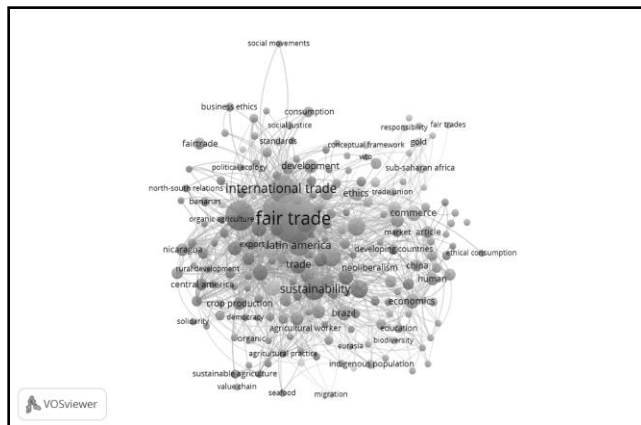 social movements
business ethics
consumption
social justice
responsibility
fair trades
fairtrade
standards
conceptual framework
gold
wto
political ecology
development
sub-saharan africa
north-south relations
international trade
ethics
trade union
bananas
organic agriculture
fair trade
commerce
market
article
nicaragua
export
latin america
developing countries
ethical consumption
rural development
trade
neoliberalism
china
human
central america
sustainability
crop production
economics
solidarity
democracy
brazil
agricultural worker
education
organic
eurasia
biodiversity
agricultural practice
indigenous population
sustainable agriculture
value chain
seafood
migration
VOSviewer